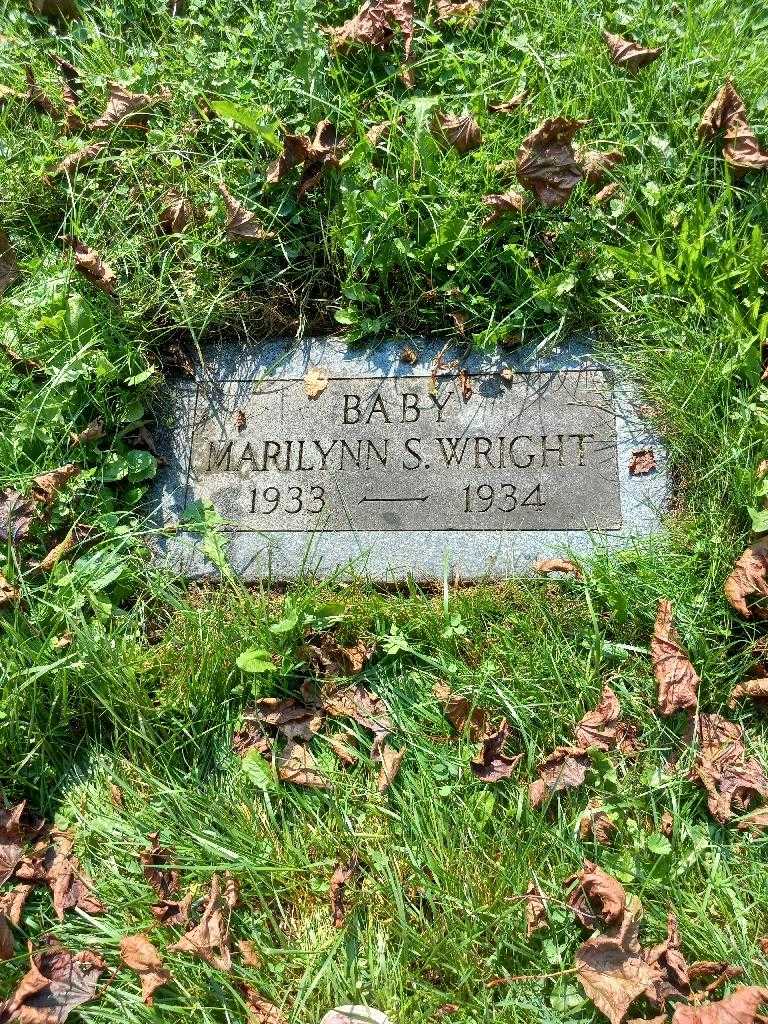 BABY
MARILYNN S. WRIGHT
1933 — 1934